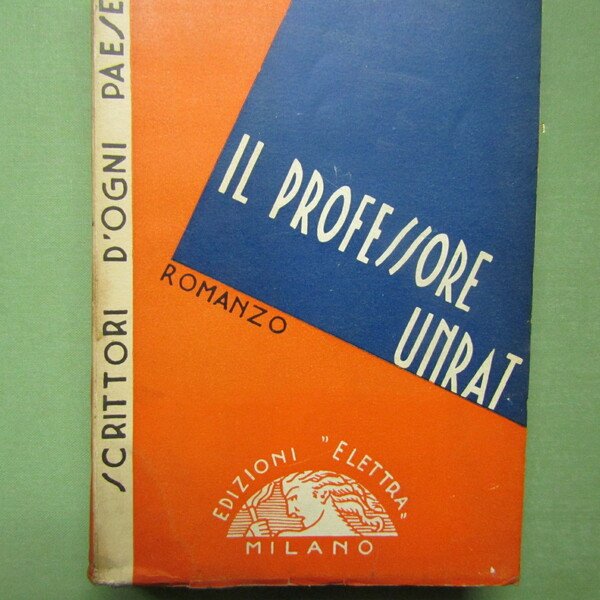 SCRITTORI D'OGNI PAESE
IL PROFESSORE
UNRAT
ROMANZO
EDIZIONI "ELETTRA"
MILANO